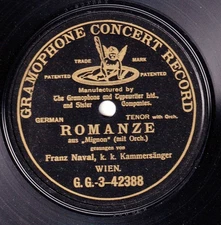 GRAMOPHONE CONCERT RECORD
TRADE MARK
PATENTED PATENTED
Manufactured by
The Gramophone and Typewriter Ltd.,
and Sister Companies.
GERMAN TENOR with Orch.
ROMANZE
aus „Mignon" (mit Orch.)
gesungen von
Franz Naval, k. k. Kammersänger
WIEN.
G.G.-3-42388